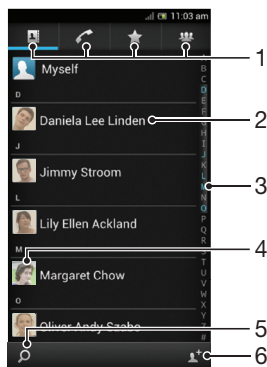 11:03 am
1
Myself
D
Daniela Lee Linden
2
J
Jimmy Stroom
3
L
Lily Ellen Ackland
M
4
Margaret Chow
O
Oliver Andy Szabo
5
6
A
B
C
D
E
F
G
H
I
J
K
L
M
N
O
P
Q
R
S
T
U
V
W
X
Y
Z
#